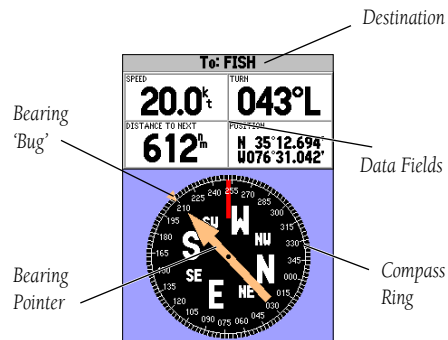 Destination
To: FISH
SPEED
20.0kt
TURN
043°L
DISTANCE TO NEXT
612nm
POSITION
N 35°12.694'
W076°31.042'
Bearing
'Bug'
Data Fields
Bearing
Pointer
Compass
Ring
255 270 285 300 315 330 345 000 015 030 045 060 075 090 105 120 130 150 165 180 195 210 225 240
W NW N NE E SE S SW